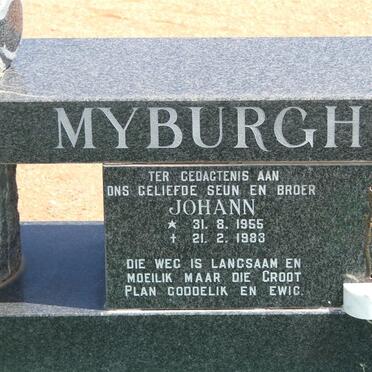 MYBURGH
TER GEDAGTENIS AAN
ONS GELIEFDE SEUN EN BROER
JOHANN
★ 31. 8. 1955
† 21. 2. 1983
DIE WEG IS LANGSAAM EN
MOEILIK MAAR DIE GROOT
PLAN GODDELIK EN EWIG.